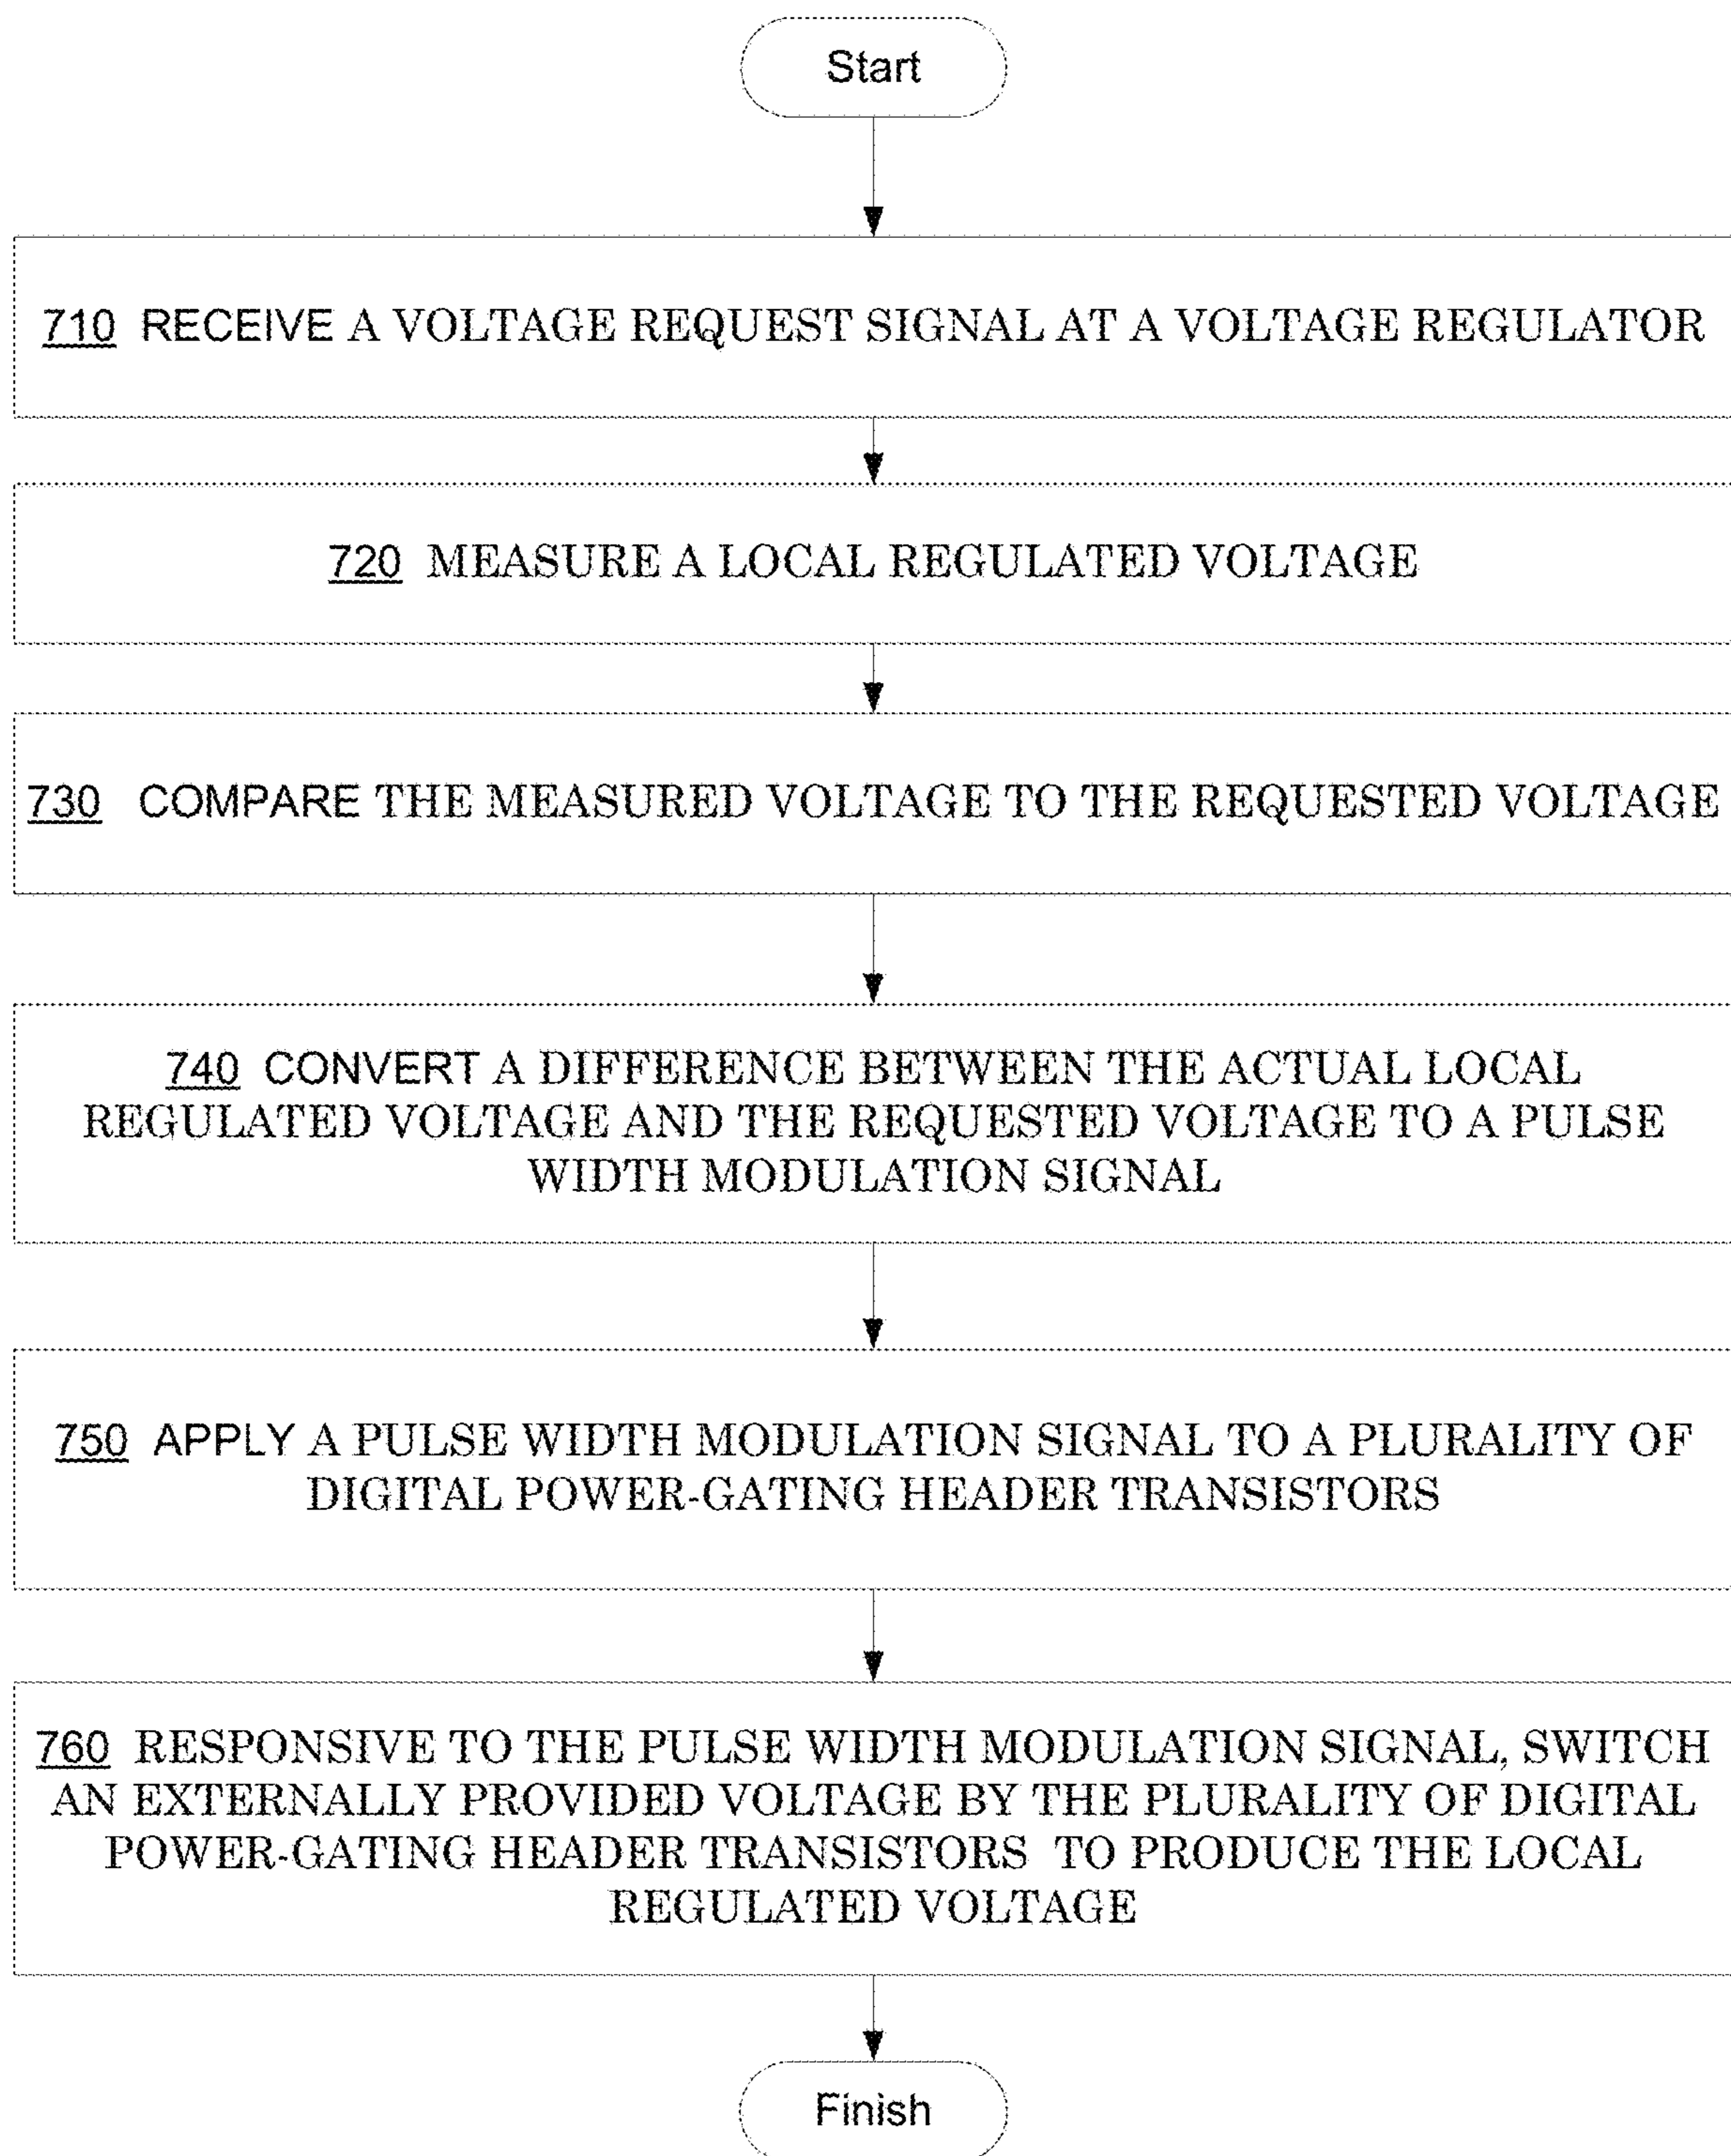 Start
710 RECEIVE A VOLTAGE REQUEST SIGNAL AT A VOLTAGE REGULATOR
720 MEASURE A LOCAL REGULATED VOLTAGE
730 COMPARE THE MEASURED VOLTAGE TO THE REQUESTED VOLTAGE
740 CONVERT A DIFFERENCE BETWEEN THE ACTUAL LOCAL
REGULATED VOLTAGE AND THE REQUESTED VOLTAGE TO A PULSE
WIDTH MODULATION SIGNAL
750 APPLY A PULSE WIDTH MODULATION SIGNAL TO A PLURALITY OF
DIGITAL POWER-GATING HEADER TRANSISTORS
760 RESPONSIVE TO THE PULSE WIDTH MODULATION SIGNAL, SWITCH
AN EXTERNALLY PROVIDED VOLTAGE BY THE PLURALITY OF DIGITAL
POWER-GATING HEADER TRANSISTORS TO PRODUCE THE LOCAL
REGULATED VOLTAGE
Finish